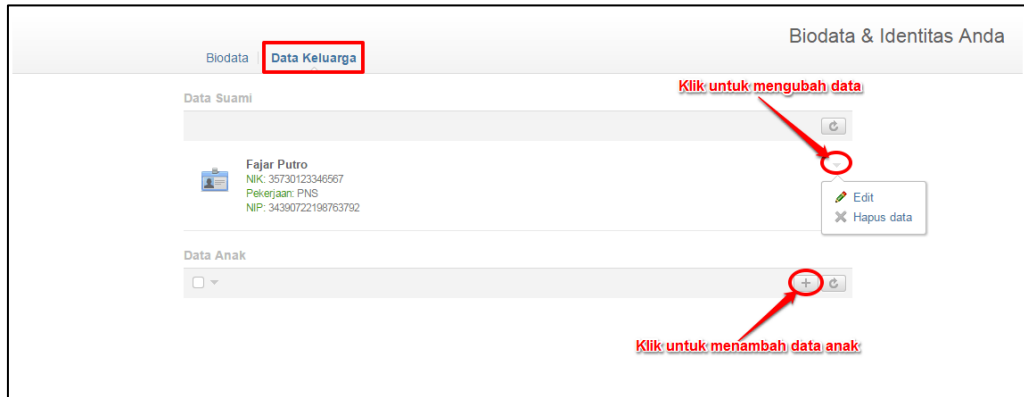 Biodata & Identitas Anda
Biodata Data Keluarga
Klik untuk mengubah data
Data Suami
Fajar Putro
NIK: 35730123346567
Pekerjaan: PNS
NIP: 34390722198763792
Edit
Hapus data
Data Anak
Klik untuk menambah data anak